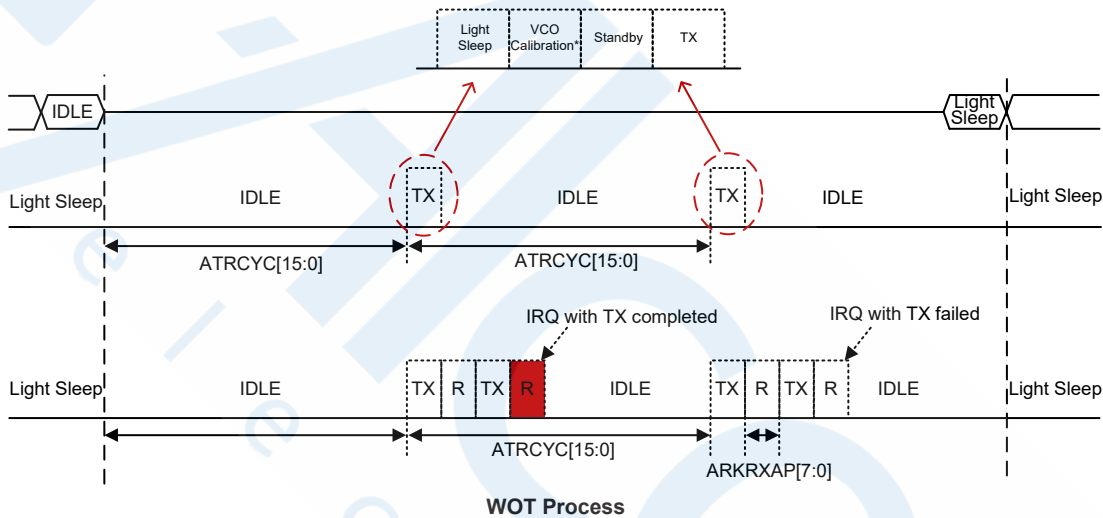 Light Sleep
VCO Calibration*
Standby
TX
IDLE
Light Sleep
Light Sleep
IDLE
TX
IDLE
TX
IDLE
Light Sleep
ATRCYC[15:0]
ATRCYC[15:0]
IRQ with TX completed
IRQ with TX failed
Light Sleep
IDLE
TX
R
TX
R
IDLE
TX
R
TX
R
IDLE
Light Sleep
ATRCYC[15:0]
ARKRXAP[7:0]
WOT Process